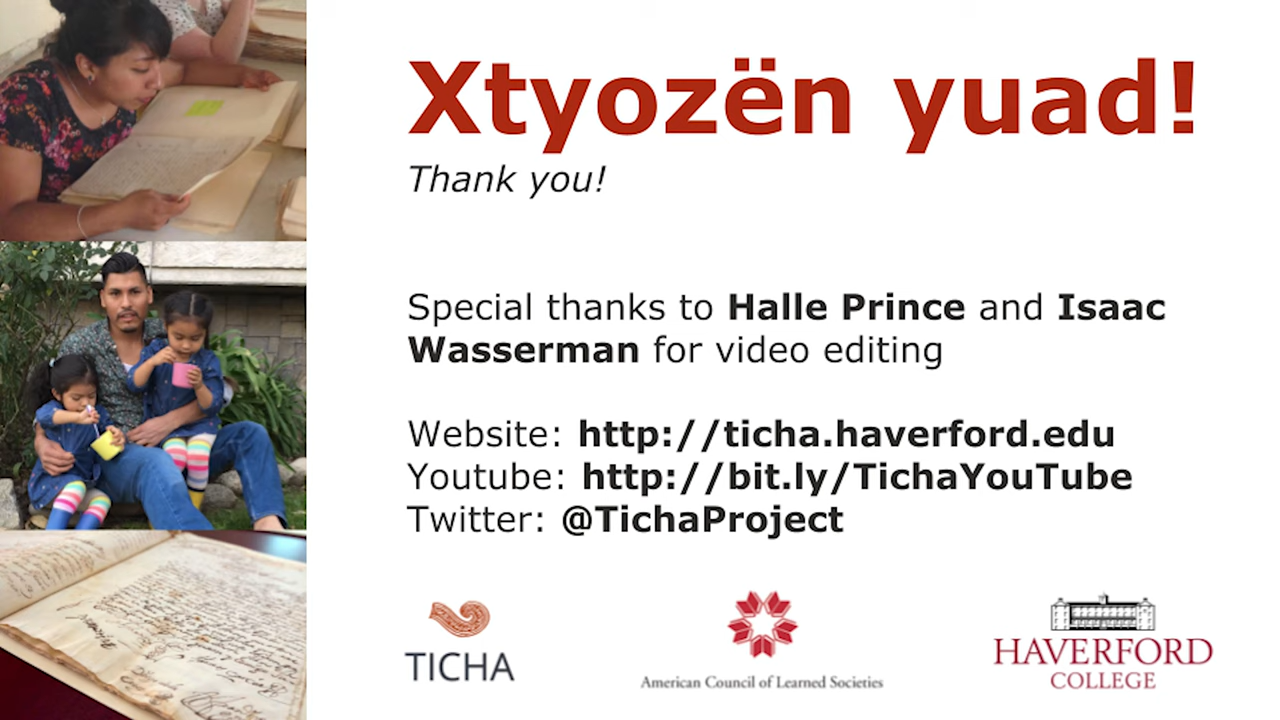 Xtyozën yuad!
Thank you!
Special thanks to Halle Prince and Isaac
Wasserman for video editing
Website: http://ticha.haverford.edu
Youtube: http://bit.ly/TichaYouTube
Twitter: @TichaProject
TICHA
American Council of Learned Societies
HAVERFORD
COLLEGE